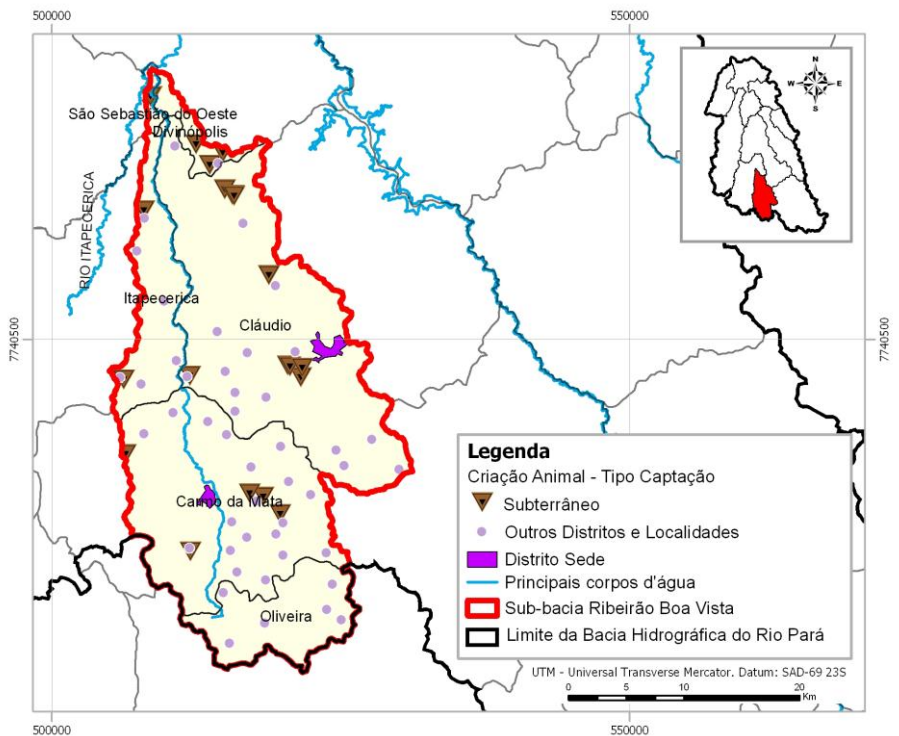 500000
550000
N
W E
S
São Sebastião do Oeste
Divinópolis
RIO ITAPECERICA
Itapecerica
Cláudio
7740500
7740500
Carmo da Mata
Oliveira
Legenda
Criação Animal - Tipo Captação
Subterrâneo
Outros Distritos e Localidades
Distrito Sede
Principais corpos d'água
Sub-bacia Ribeirão Boa Vista
Limite da Bacia Hidrográfica do Rio Pará
UTM - Universal Transverse Mercator. Datum: SAD-69 23S
0 5 10 20
Km
500000
550000